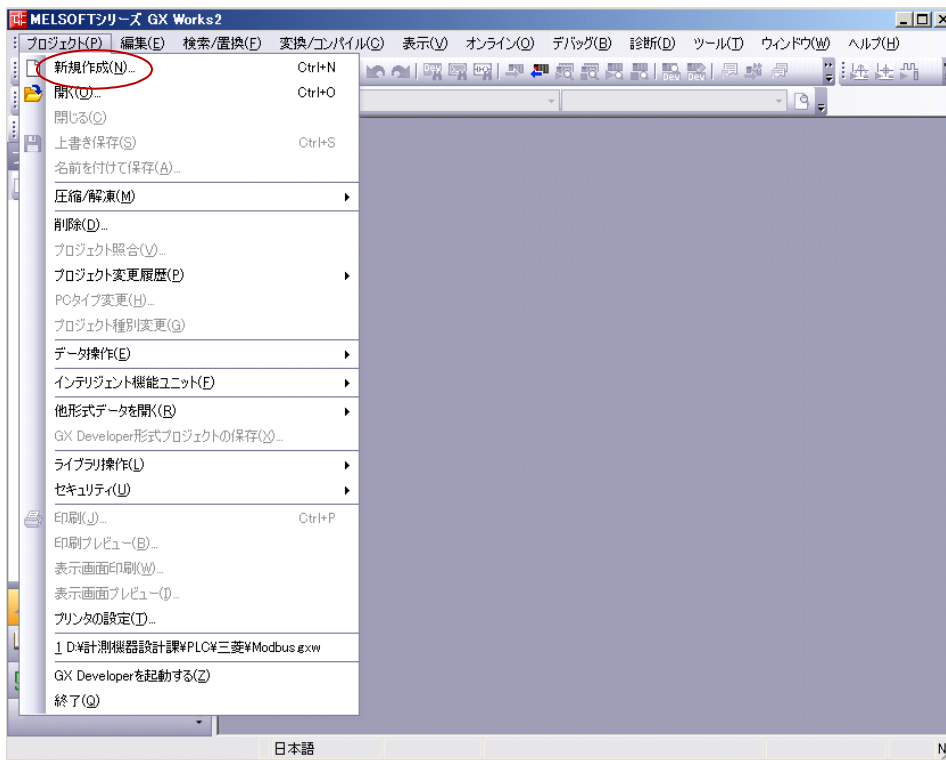 MELSOFTシリーズ GX Works2
プロジェクト(P) 編集(E) 検索/置換(F) 変換/コンパイル(C) 表示(V) オンライン(O) デバッグ(B) 診断(D) ツール(T) ウィンドウ(W) ヘルプ(H)
新規作成(N)... Ctrl+N
開く(O)... Ctrl+O
閉じる(C)
上書き保存(S) Ctrl+S
名前を付けて保存(A)...
圧縮/解凍(M)
削除(D)...
プロジェクト照合(V)...
プロジェクト変更履歴(P)
PCタイプ変更(H)...
プロジェクト種別変更(G)
データ操作(E)
インテリジェント機能ユニット(F)
他形式データを開く(R)
GX Developer形式プロジェクトの保存(X)...
ライブラリ操作(L)
セキュリティ(U)
印刷(J)... Ctrl+P
印刷プレビュー(B)...
表示画面印刷(W)...
表示画面プレビュー(I)...
プリンタの設定(T)...
1 D:¥計測機器設計課¥PLC¥三菱¥Modbus.gxw
GX Developerを起動する(Z)
終了(Q)
日本語